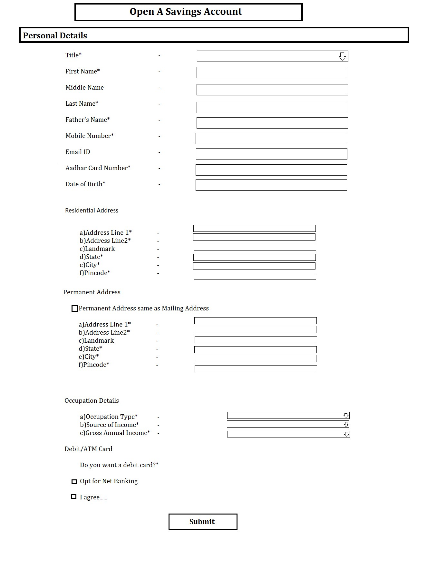 Open A Savings Account
Personal Details
Title* -
First Name* -
Middle Name -
Last Name* -
Father's Name* -
Mobile Number* -
Email ID -
Aadhar Card Number* -
Date of Birth* -
Residential Address
a)Address Line 1* -
b)Address Line2* -
c)Landmark -
d)State* -
e)City* -
f)Pincode* -
Permanent Address
Permanent Address same as Mailing Address
a)Address Line 1* -
b)Address Line2*
c)Landmark -
d)State* -
e)City* -
f)Pincode* -
Occupation Details
a)Occupation Type* -
b)Source of Income* -
c)Gross Annual Income* -
Debit/ATM Card
Do you want a debit card?*
Opt for Net Banking
I agree....
Submit